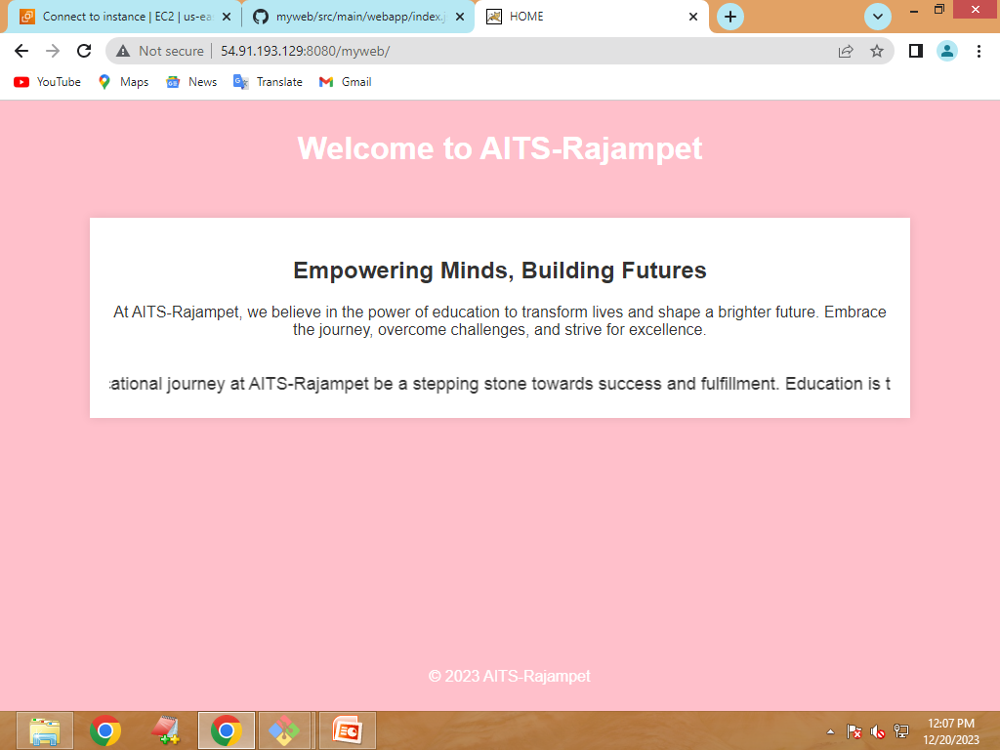 Connect to instance | EC2 | us-ea
myweb/src/main/webapp/index.j
HOME
Not secure
54.91.193.129:8080/myweb/
YouTube
Maps
News
Translate
Gmail
Welcome to AITS-Rajampet
Empowering Minds, Building Futures
At AITS-Rajampet, we believe in the power of education to transform lives and shape a brighter future. Embrace
the journey, overcome challenges, and strive for excellence.
cational journey at AITS-Rajampet be a stepping stone towards success and fulfillment. Education is t
© 2023 AITS-Rajampet
12:07 PM
12/20/2023